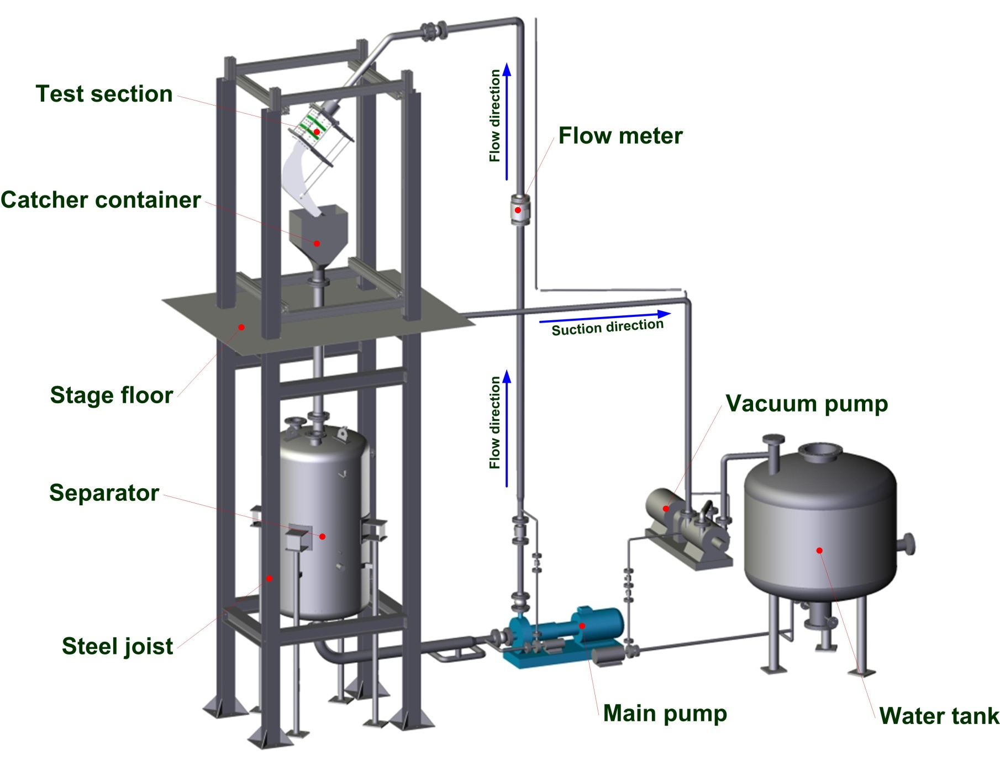 Test section
Flow direction
Flow meter
Catcher container
Suction direction
Stage floor
Flow direction
Vacuum pump
Separator
Steel joist
Main pump
Water tank